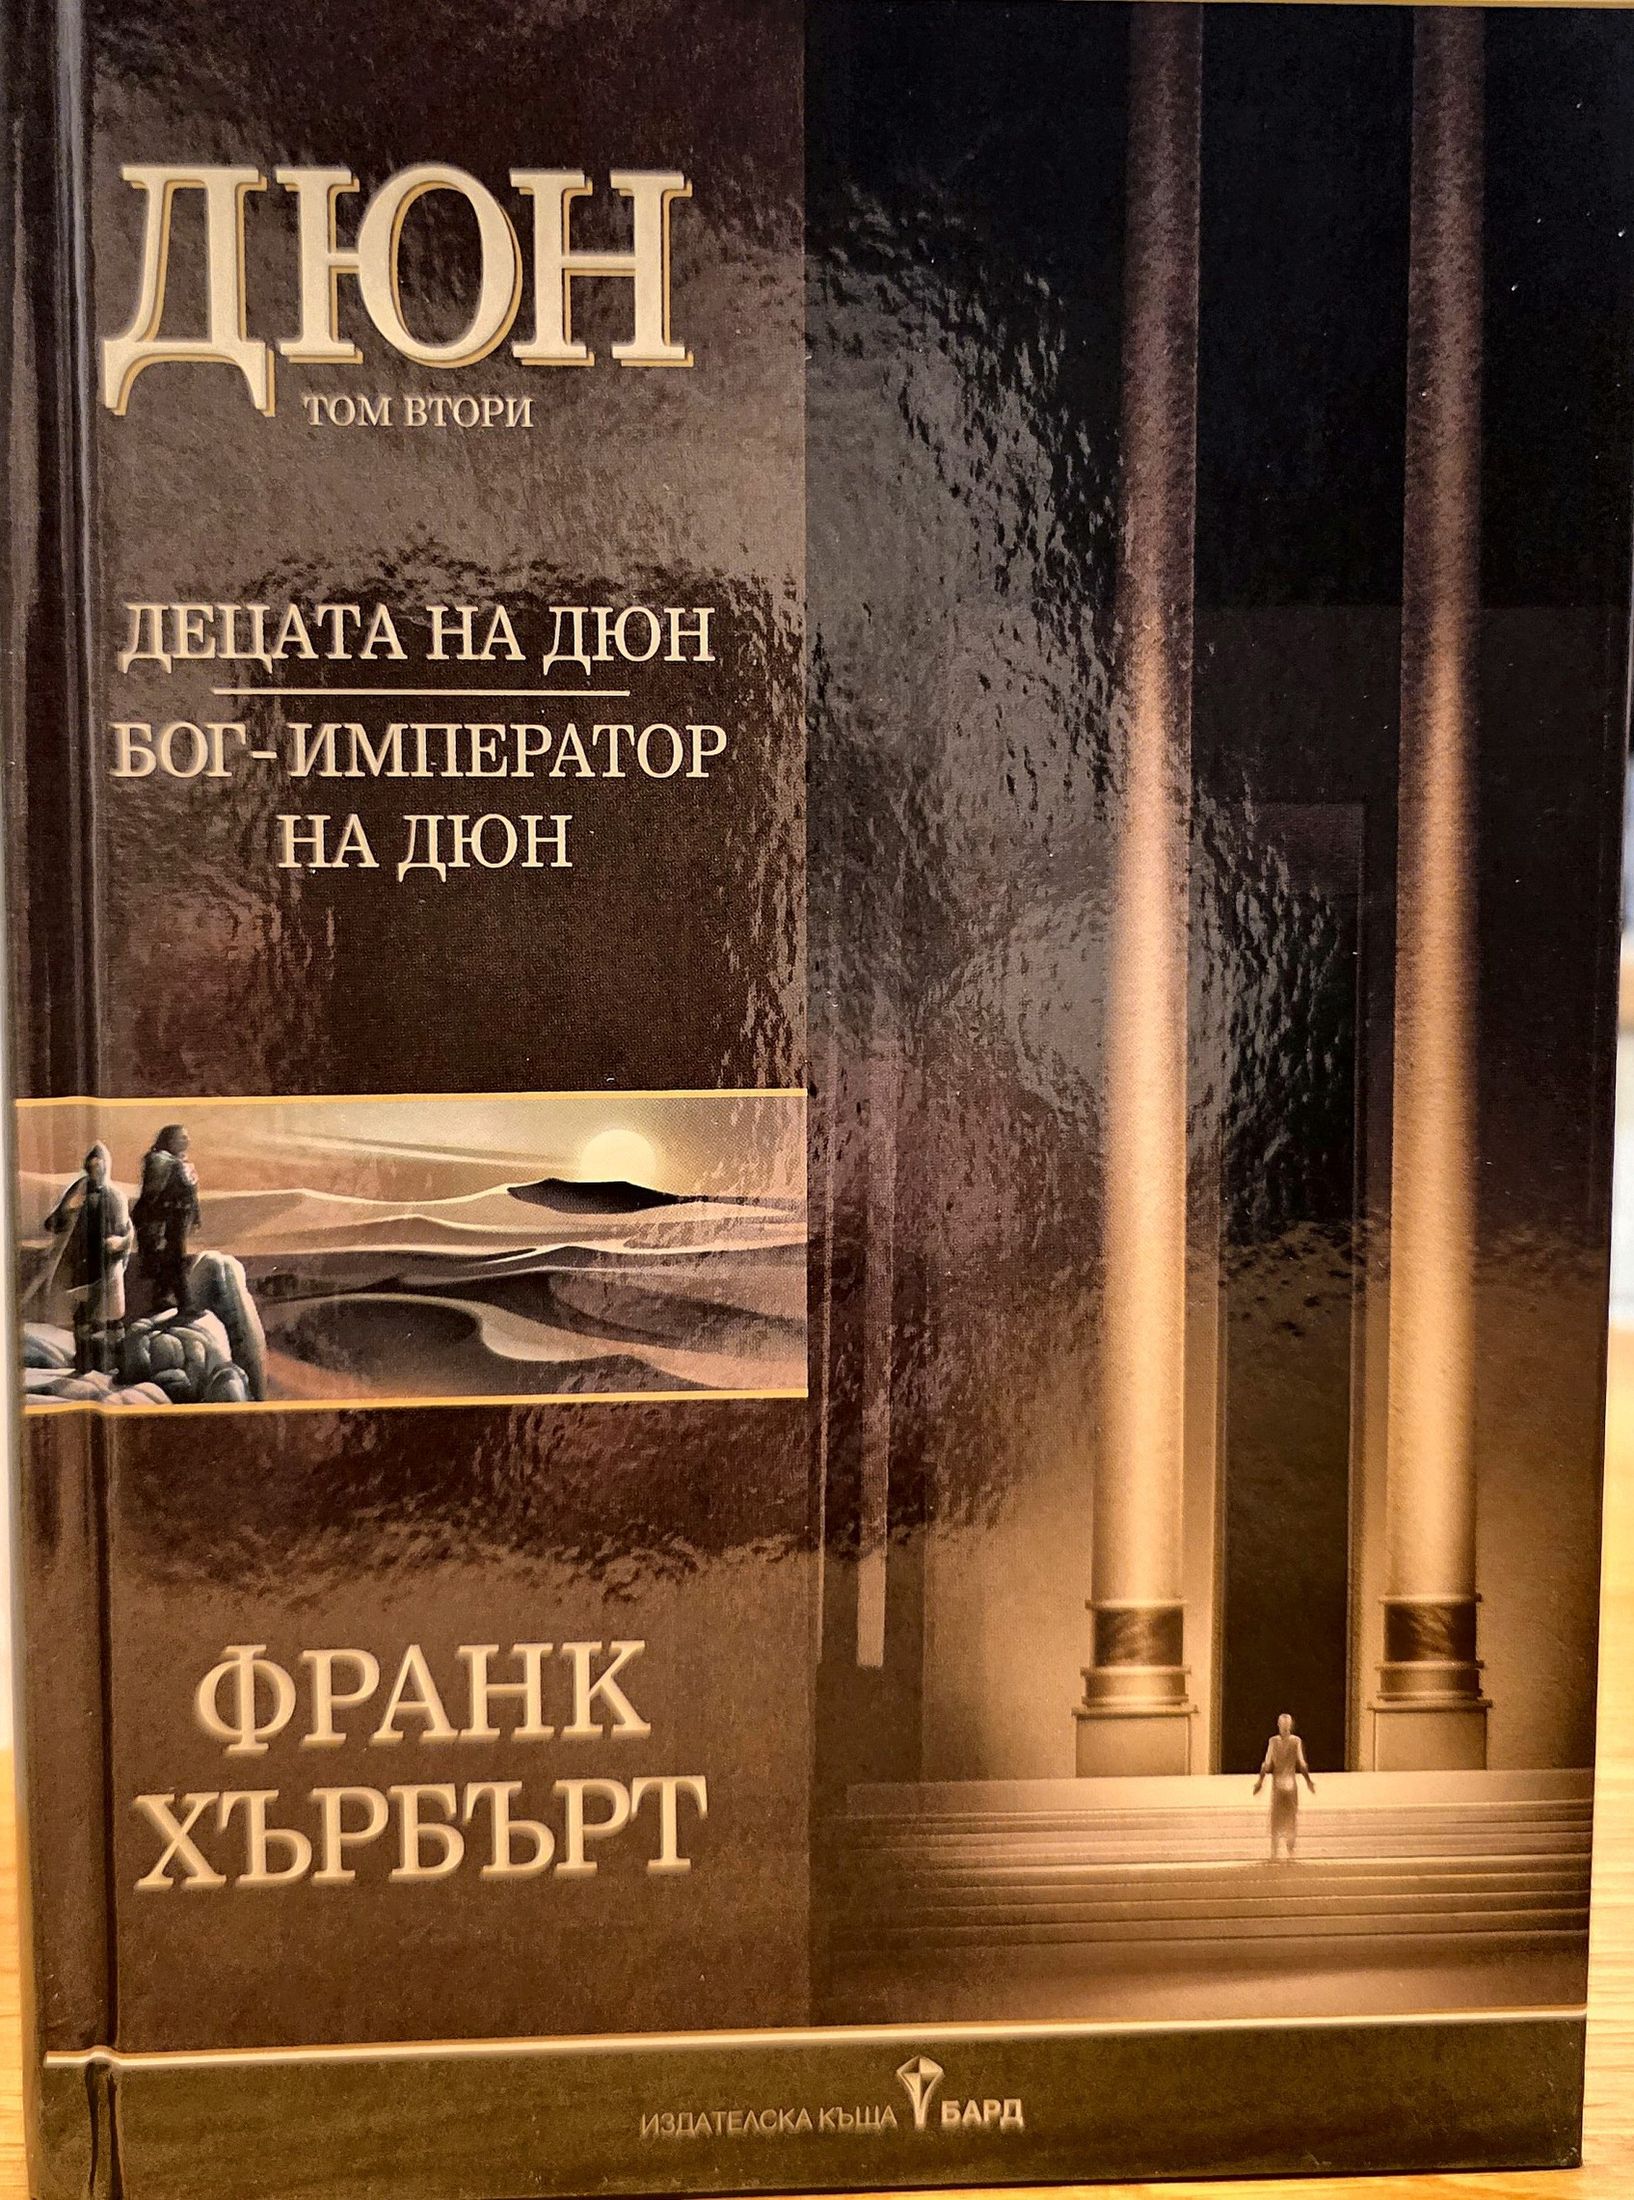 ДЮН
ТОМ ВТОРИ
ДЕЦАТА НА ДЮН
БОГ-ИМПЕРАТОР
НА ДЮН
ФРАНК
ХЪРБЪРТ
ИЗДАТЕЛСКА КЪЩА БАРД